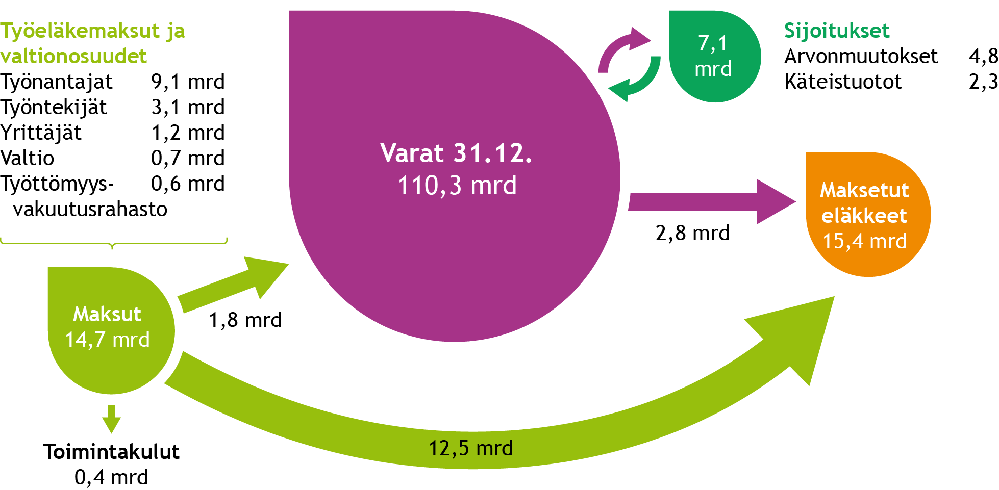 Työeläkemaksut ja
valtionosuudet
Työnantajat 9,1 mrd
Työntekijät 3,1 mrd
Yrittäjät 1,2 mrd
Valtio 0,7 mrd
Työttömyys- 0,6 mrd
vakuutusrahasto
Maksut
14,7 mrd
Toimintakulut
0,4 mrd
1,8 mrd
12,5 mrd
Varat 31.12.
110,3 mrd
7,1
mrd
Sijoitukset
Arvonmuutokset 4,8
Käteistuotot 2,3
2,8 mrd
Maksetut
eläkkeet
15,4 mrd